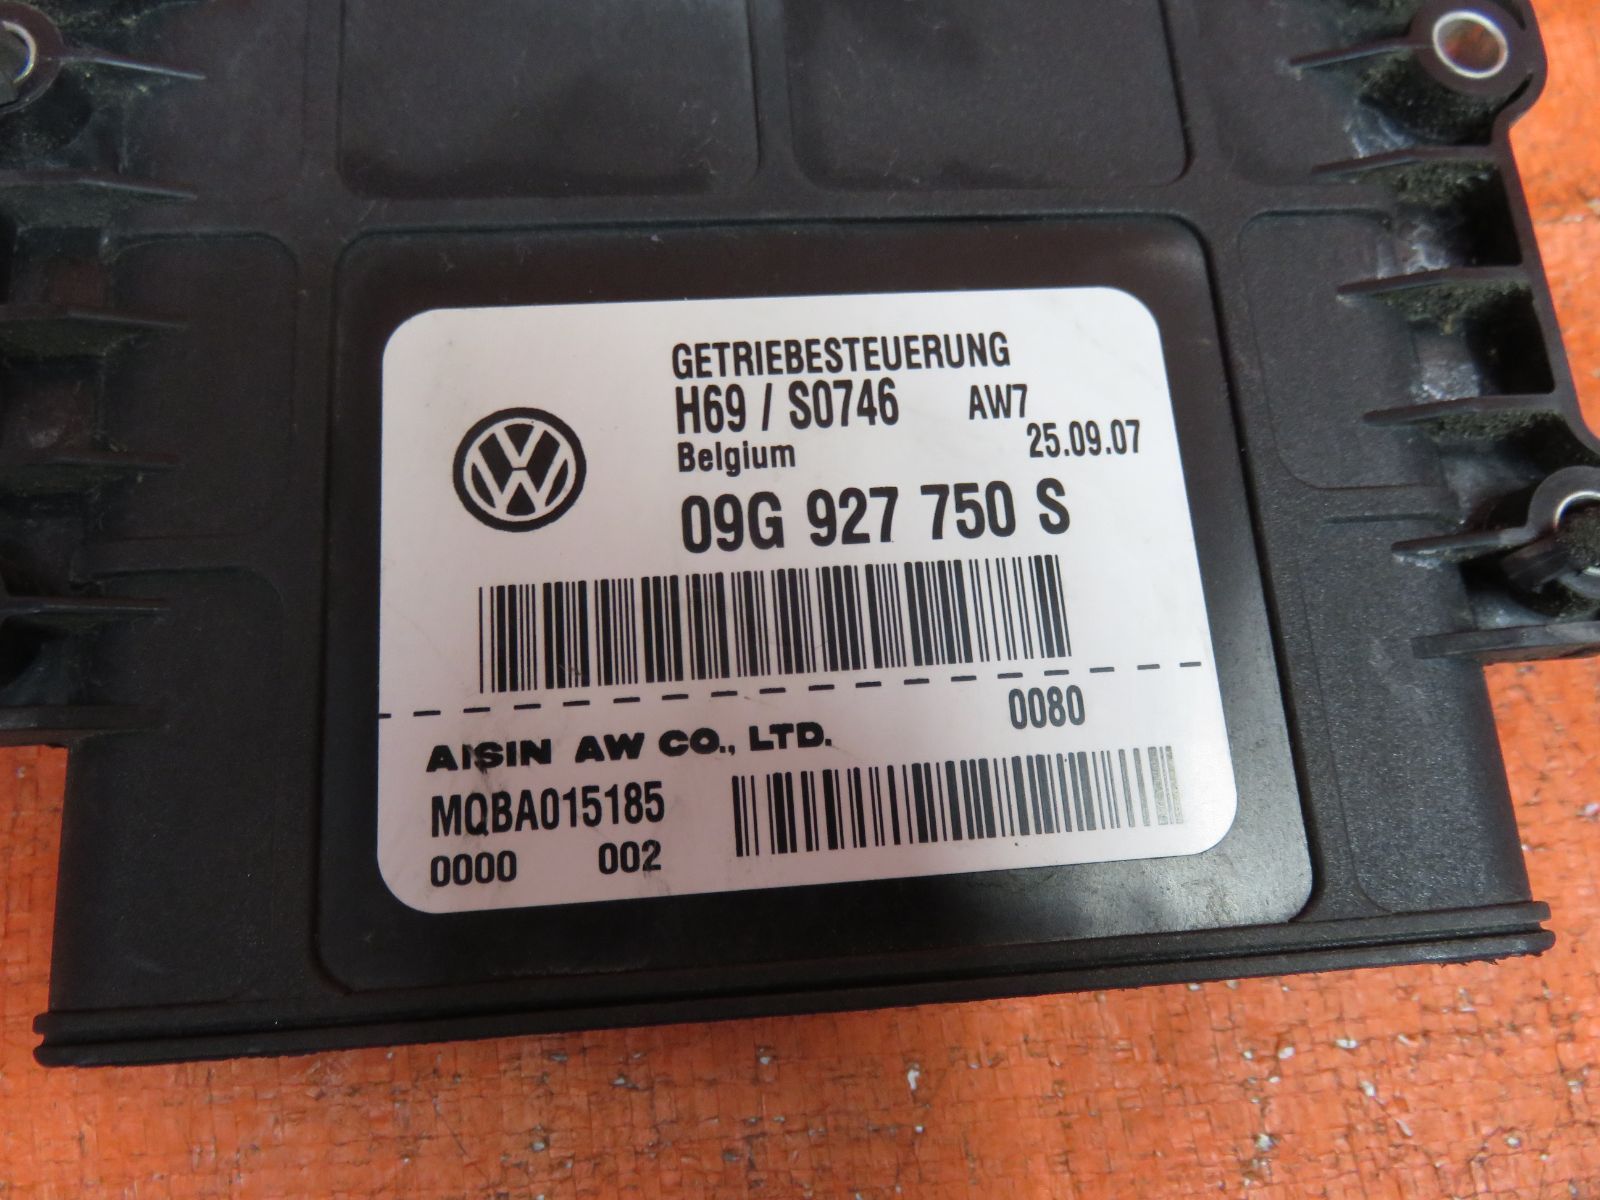 GETRIEBESTEUERUNG
H69 / S0746 AW7
Belgium 25.09.07
09G 927 750 S
0080
AISIN AW CO., LTD.
MQBA015185
0000 002